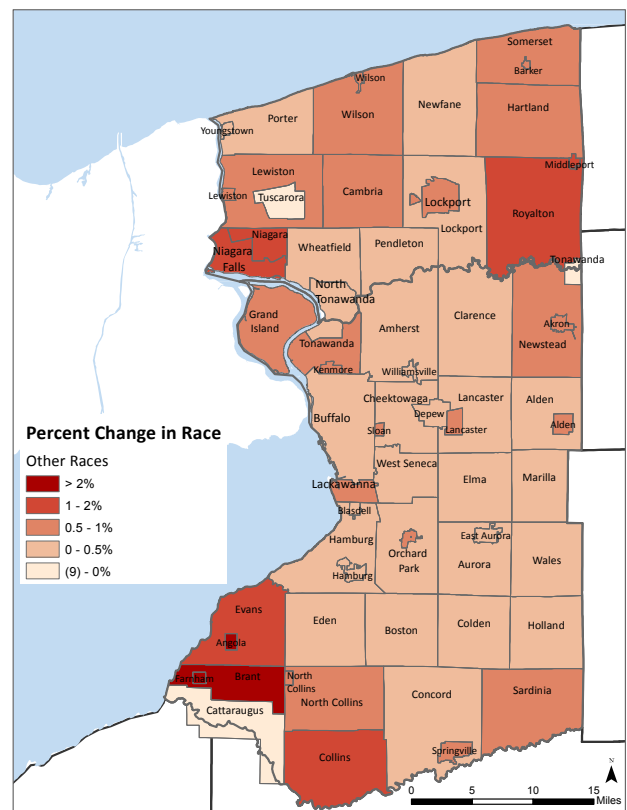 Somerset
Barker
Wilson
Newfane
Hartland
Wilson
Porter
Youngstown
Middleport
Lewiston
Tuscarora
Lewiston
Cambria
Lockport
Royalton
Lockport
Niagara
Niagara
Falls
Wheatfield
Pendleton
Tonawanda
North
Tonawanda
Grand
Island
Clarence
Amherst
Akron
Newstead
Tonawanda
Kenmore
Williamsville
Cheektowaga
Lancaster
Alden
Depew
Buffalo
Sloan
Lancaster
Alden
Percent Change in Race
Other Races
> 2%
1 - 2%
0.5 - 1%
0 - 0.5%
(9) - 0%
West Seneca
Elma
Marilla
Lackawanna
Blasdell
Hamburg
Orchard
Park
East Aurora
Aurora
Wales
Hamburg
Evans
Eden
Boston
Colden
Holland
Angola
Farnham
Brant
North
Collins
North Collins
Concord
Sardinia
Cattaraugus
Collins
Springville
N
0 5 10 15
Miles